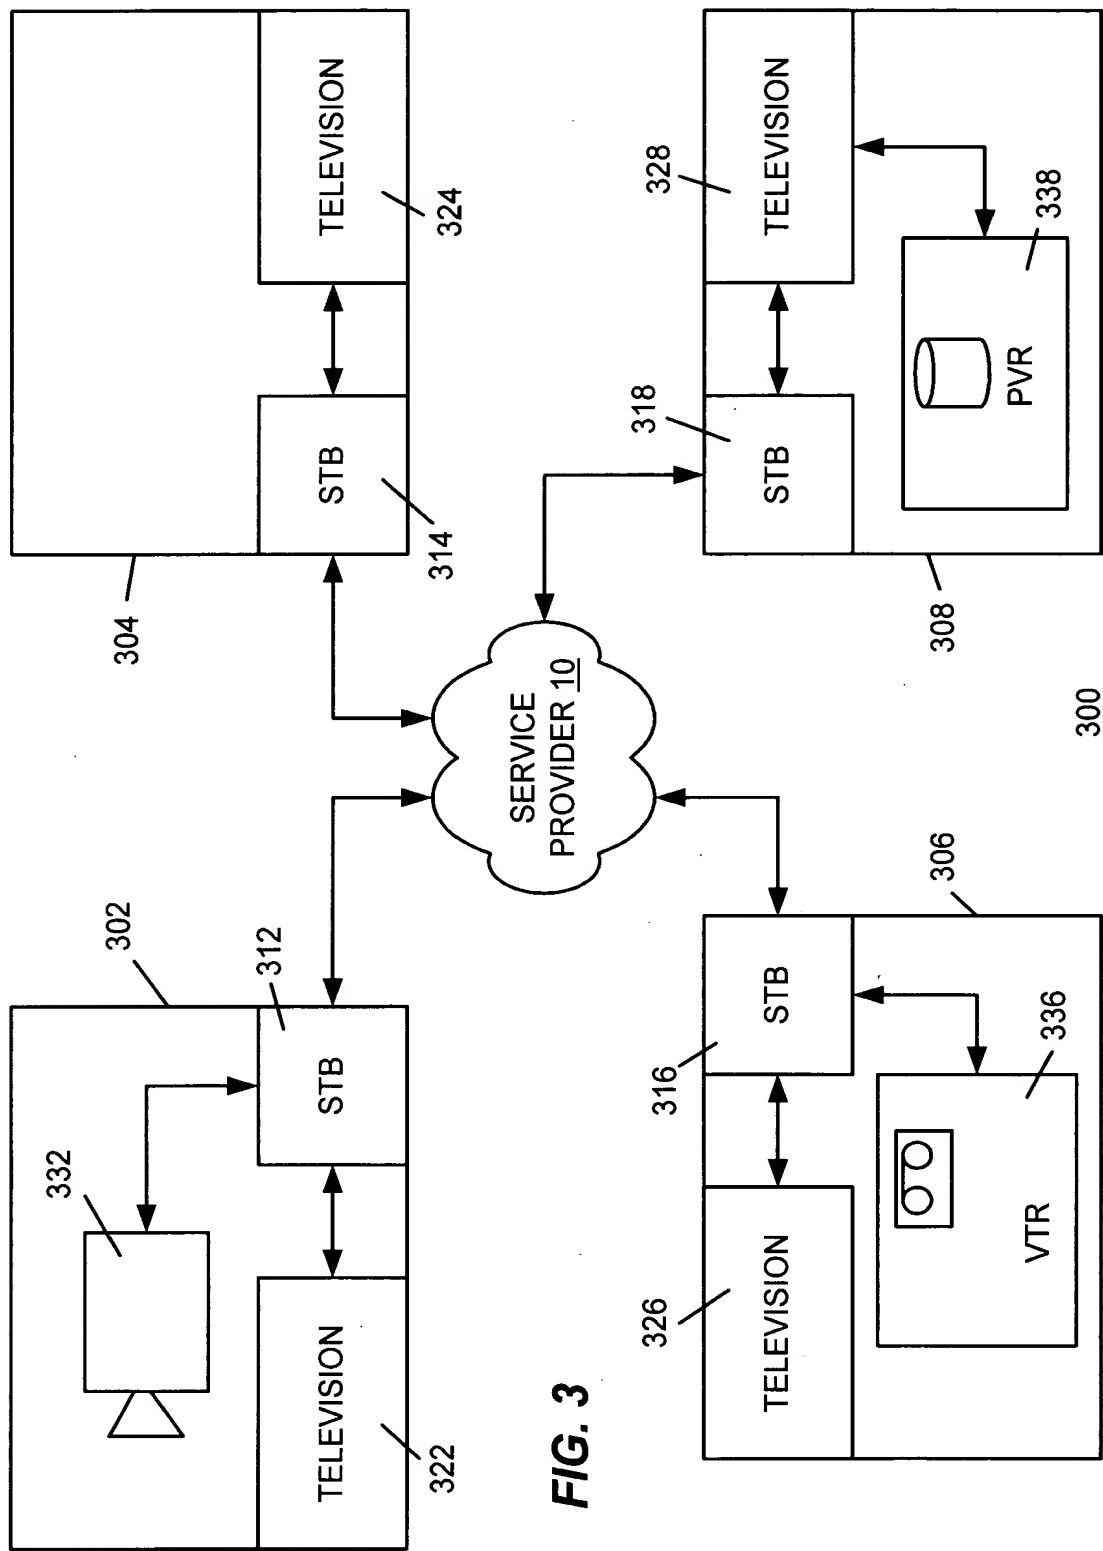 302
332
312
STB
TELEVISION
322
304
STB
314
TELEVISION
324
SERVICE
PROVIDER 10
326
TELEVISION
316
STB
306
VTR
336
318
STB
328
TELEVISION
308
PVR
338
FIG. 3
300